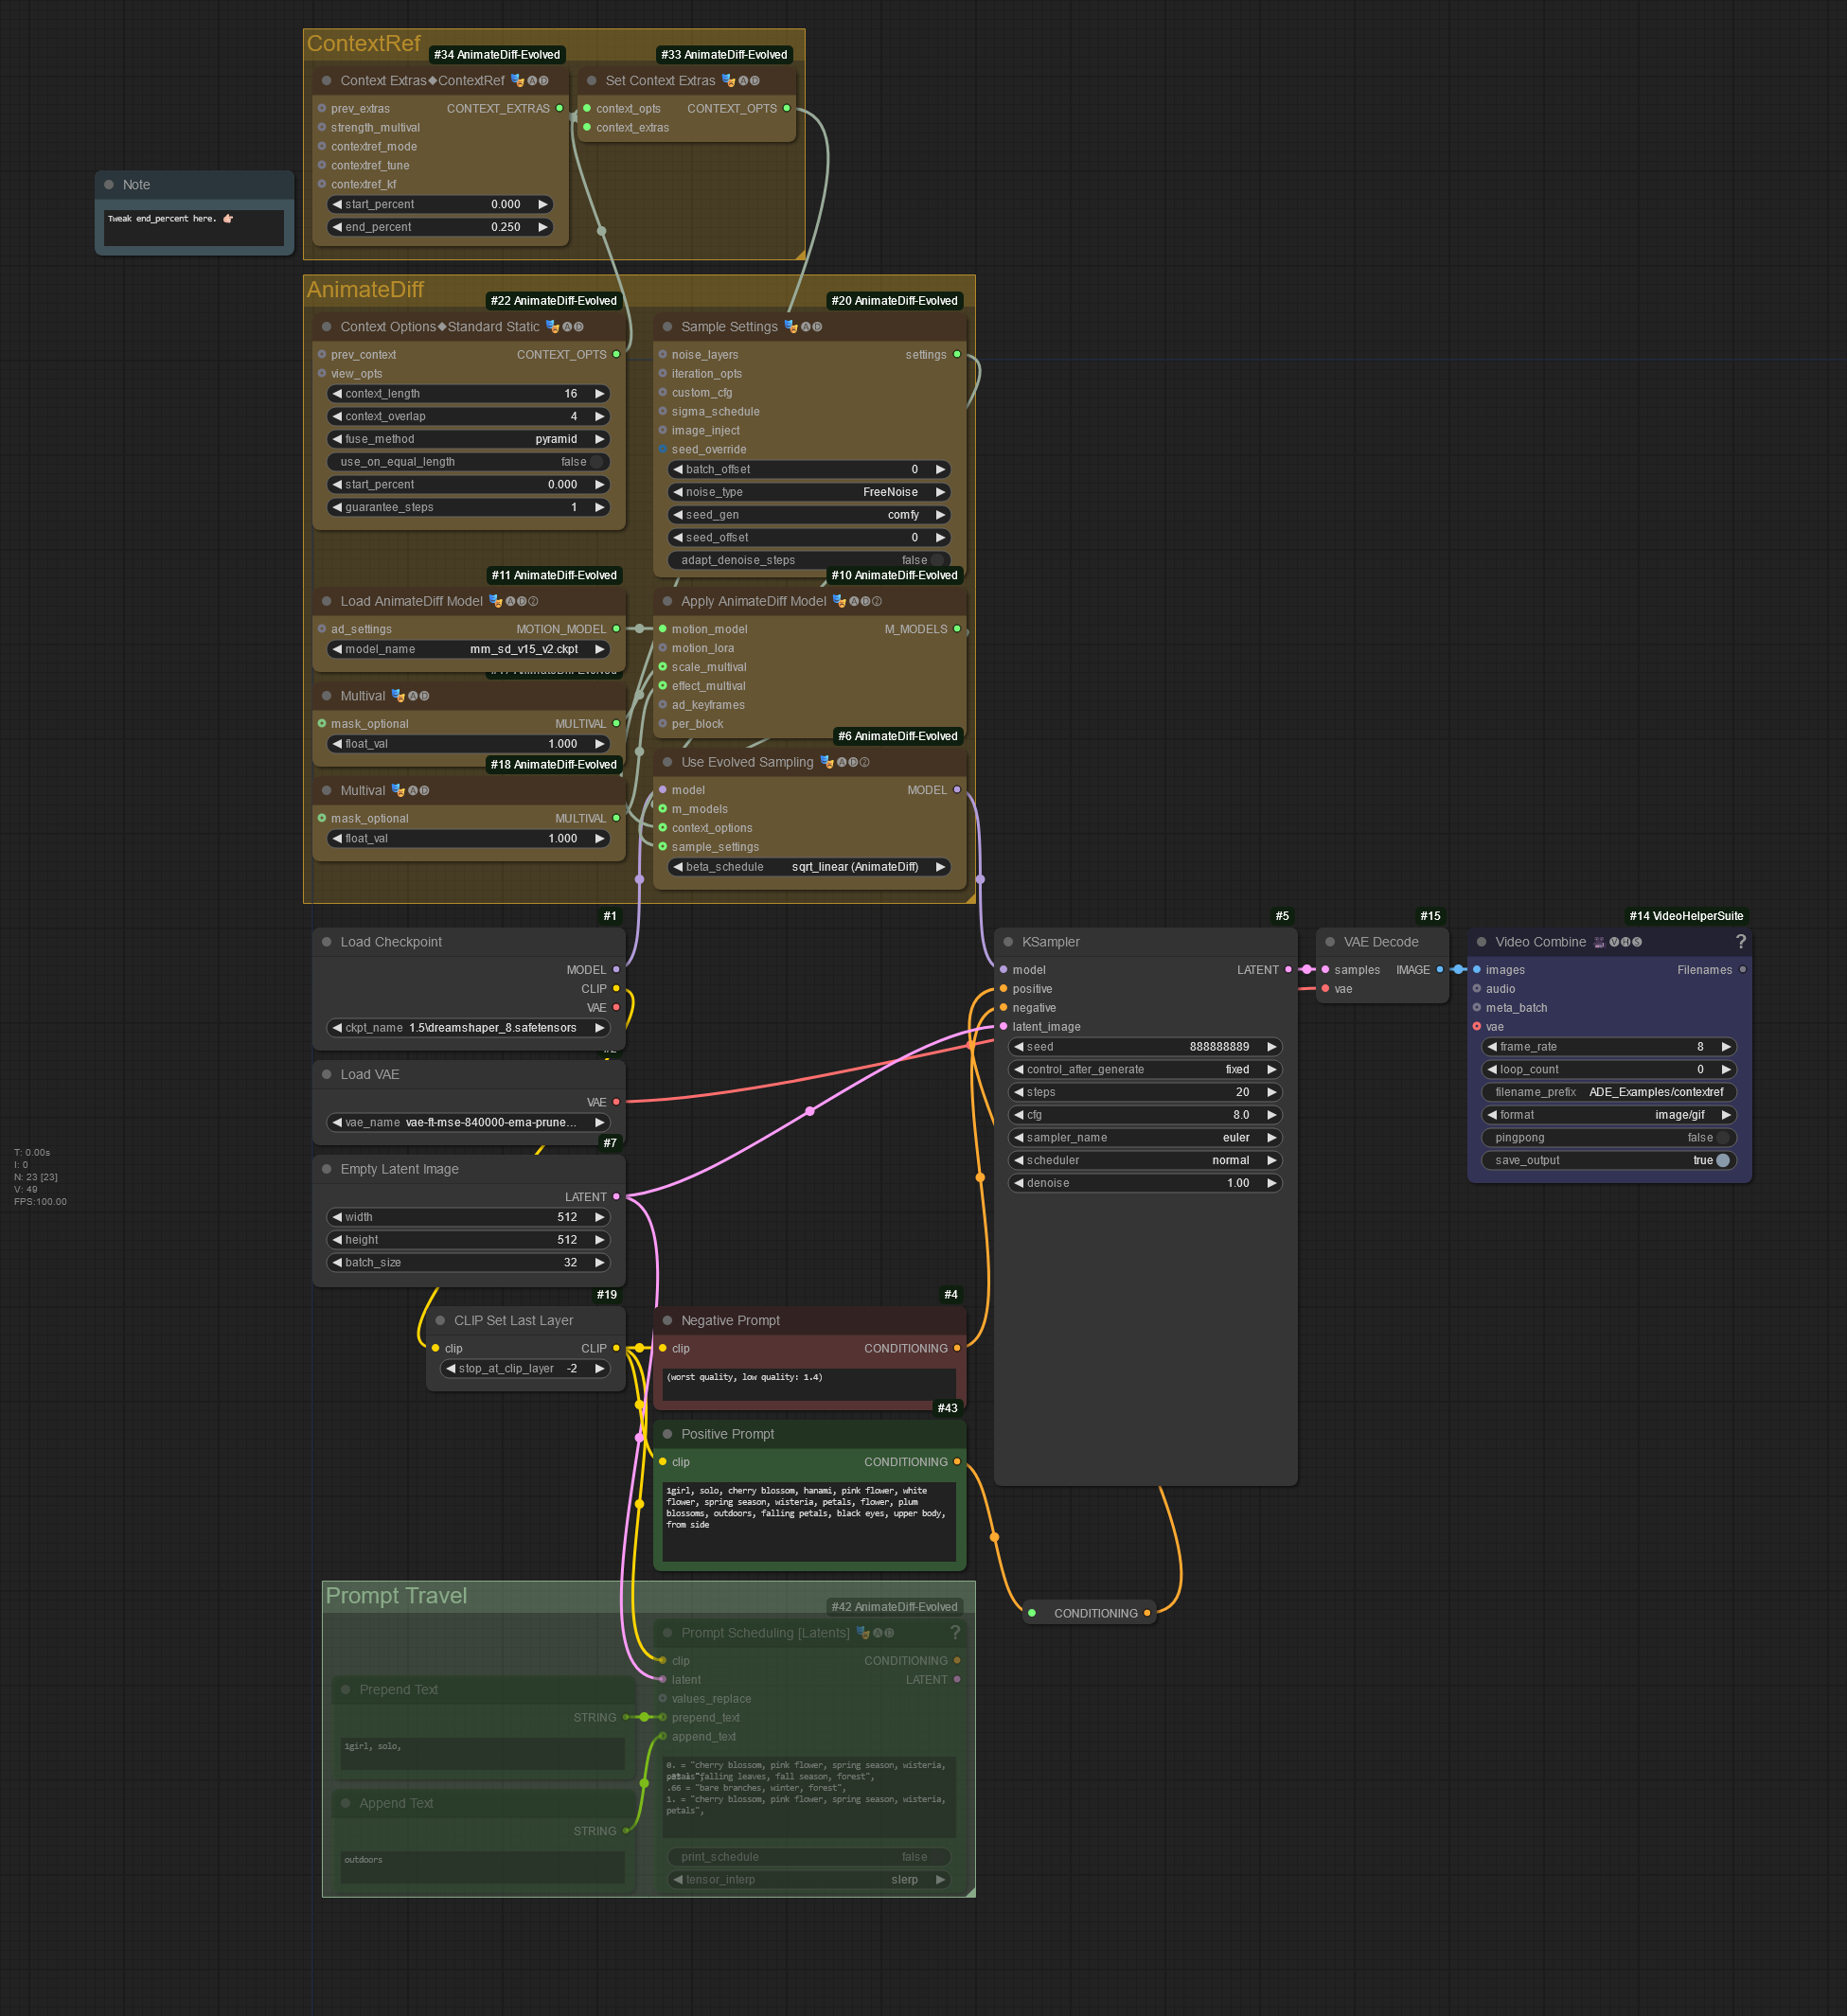 ContextRef
#34 AnimateDiff-Evolved
#33 AnimateDiff-Evolved
Context Extras◆ContextRef 🎭🅐🅓
prev_extras CONTEXT_EXTRAS
strength_multival
contextref_mode
contextref_tune
contextref_kf
start_percent 0.000
end_percent 0.250
Set Context Extras 🎭🅐🅓
context_opts CONTEXT_OPTS
context_extras
Note
Tweak end_percent here. 👉🏻
AnimateDiff
#22 AnimateDiff-Evolved
Context Options◆Standard Static 🎭🅐🅓
prev_context CONTEXT_OPTS
view_opts
context_length 16
context_overlap 4
fuse_method pyramid
use_on_equal_length false
start_percent 0.000
guarantee_steps 1
#20 AnimateDiff-Evolved
Sample Settings 🎭🅐🅓
noise_layers settings
iteration_opts
custom_cfg
sigma_schedule
image_inject
seed_override
batch_offset 0
noise_type FreeNoise
seed_gen comfy
seed_offset 0
adapt_denoise_steps false
#11 AnimateDiff-Evolved
Load AnimateDiff Model 🎭🅐🅓②
ad_settings MOTION_MODEL
model_name mm_sd_v15_v2.ckpt
#10 AnimateDiff-Evolved
Apply AnimateDiff Model 🎭🅐🅓②
motion_model M_MODELS
motion_lora
scale_multival
effect_multival
ad_keyframes
per_block
Multival 🎭🅐🅓
mask_optional MULTIVAL
float_val 1.000
#18 AnimateDiff-Evolved
Multival 🎭🅐🅓
mask_optional MULTIVAL
float_val 1.000
#6 AnimateDiff-Evolved
Use Evolved Sampling 🎭🅐🅓②
model MODEL
m_models
context_options
sample_settings
beta_schedule sqrt_linear (AnimateDiff)
#1
Load Checkpoint
MODEL
CLIP
VAE
ckpt_name 1.5\dreamshaper_8.safetensors
Load VAE
VAE
vae_name vae-ft-mse-840000-ema-prune...
#7
Empty Latent Image
LATENT
width 512
height 512
batch_size 32
T: 0.00s
I: 0
N: 23 [23]
V: 49
FPS:100.00
#5
KSampler
model LATENT
positive
negative
latent_image
seed 888888889
control_after_generate fixed
steps 20
cfg 8.0
sampler_name euler
scheduler normal
denoise 1.00
#15
VAE Decode
samples IMAGE
vae
#14 VideoHelperSuite
Video Combine 🎥🅥🅗🅢 ?
images Filenames
audio
meta_batch
vae
frame_rate 8
loop_count 0
filename_prefix ADE_Examples/contextref
format image/gif
pingpong false
save_output true
#19
CLIP Set Last Layer
clip CLIP
stop_at_clip_layer -2
#4
Negative Prompt
clip CONDITIONING
(worst quality, low quality: 1.4)
#43
Positive Prompt
clip CONDITIONING
1girl, solo, cherry blossom, hanami, pink flower, white
flower, spring season, wisteria, petals, flower, plum
blossoms, outdoors, falling petals, black eyes, upper body,
from side
CONDITIONING
Prompt Travel
#42 AnimateDiff-Evolved
Prompt Scheduling [Latents] 🎭🅐🅓 ?
clip CONDITIONING
latent LATENT
values_replace
prepend_text
append_text
0. = "cherry blossom, pink flower, spring season, wisteria,
falling leaves, fall season, forest",
.66 = "bare branches, winter, forest",
1. = "cherry blossom, pink flower, spring season, wisteria,
petals",
print_schedule false
tensor_interp slerp
Prepend Text
STRING
1girl, solo,
Append Text
STRING
outdoors